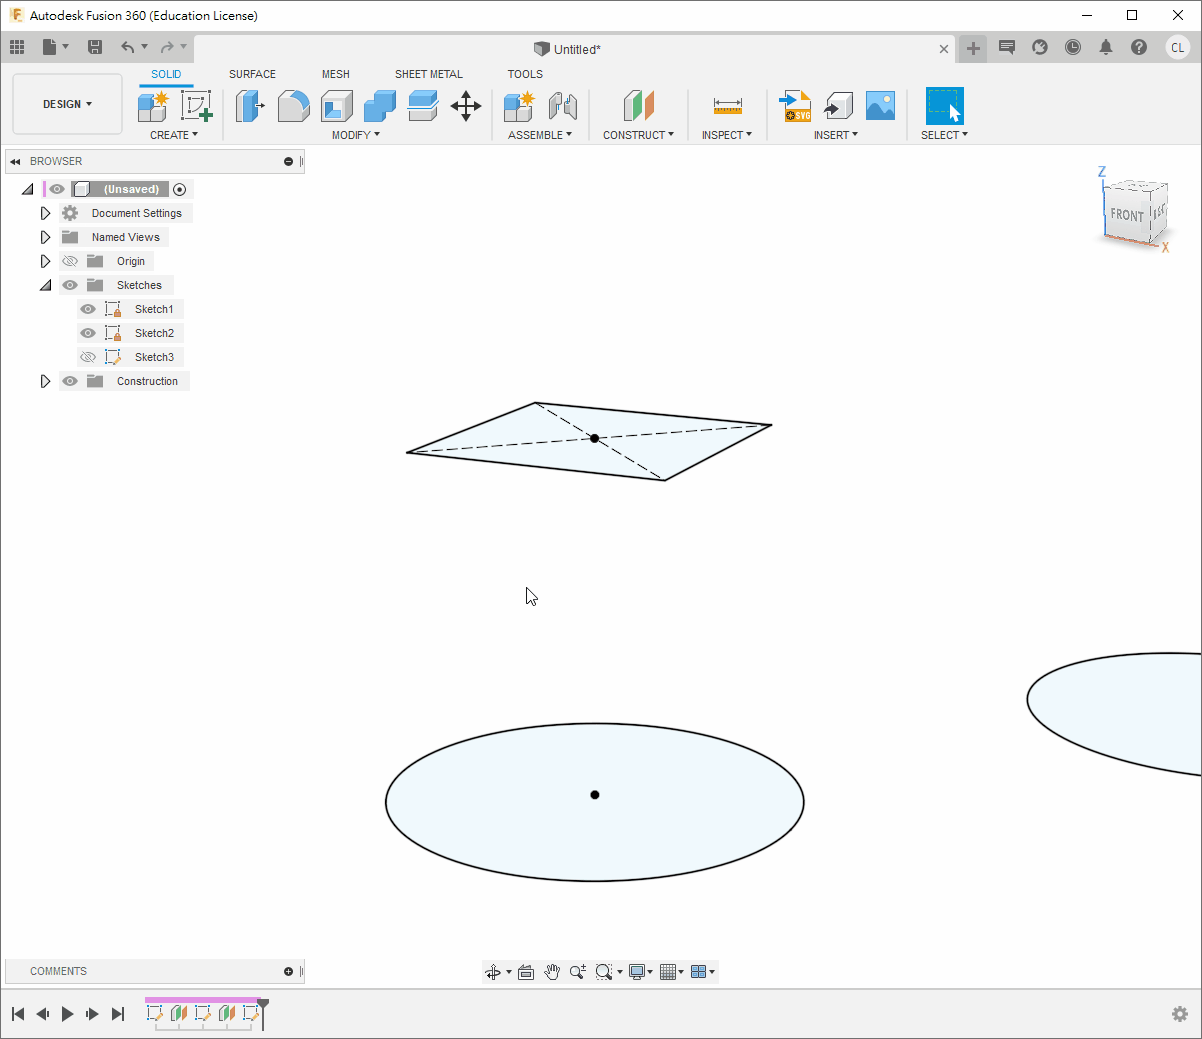 Autodesk Fusion 360 (Education License)
Untitled*
CL
DESIGN
SOLID SURFACE MESH SHEET METAL TOOLS
SVG
CREATE MODIFY ASSEMBLE CONSTRUCT INSPECT INSERT SELECT
BROWSER
(Unsaved)
Document Settings
Named Views
Origin
Sketches
Sketch1
Sketch2
Sketch3
Construction
Z
FRONT
X
COMMENTS